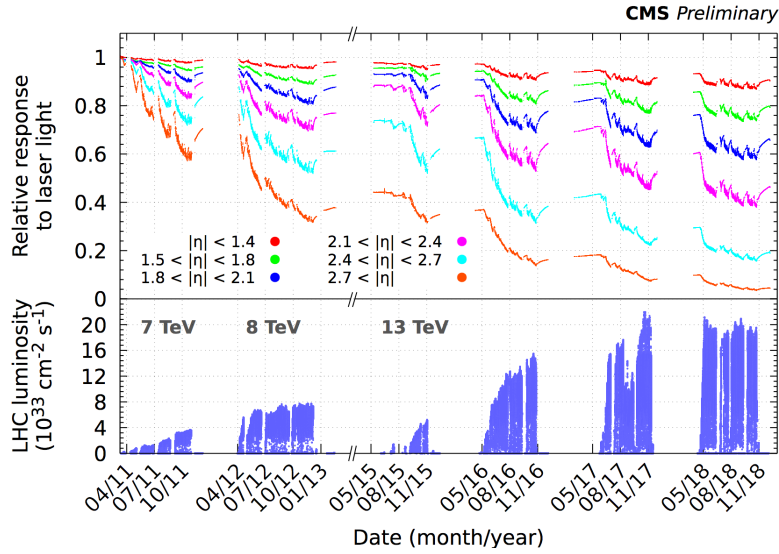 CMS Preliminary
Relative response
to laser light
1
0.8
0.6
0.4
0.2
0
|η| < 1.4
1.5 < |η| < 1.8
1.8 < |η| < 2.1
2.1 < |η| < 2.4
2.4 < |η| < 2.7
2.7 < |η|
LHC luminosity
(10³³ cm⁻² s⁻¹)
20
16
12
8
4
0
7 TeV
8 TeV
13 TeV
//
//
04/11
07/11
10/11
04/12
07/12
10/12
01/13
05/15
08/15
11/15
05/16
08/16
11/16
05/17
08/17
11/17
05/18
08/18
11/18
Date (month/year)